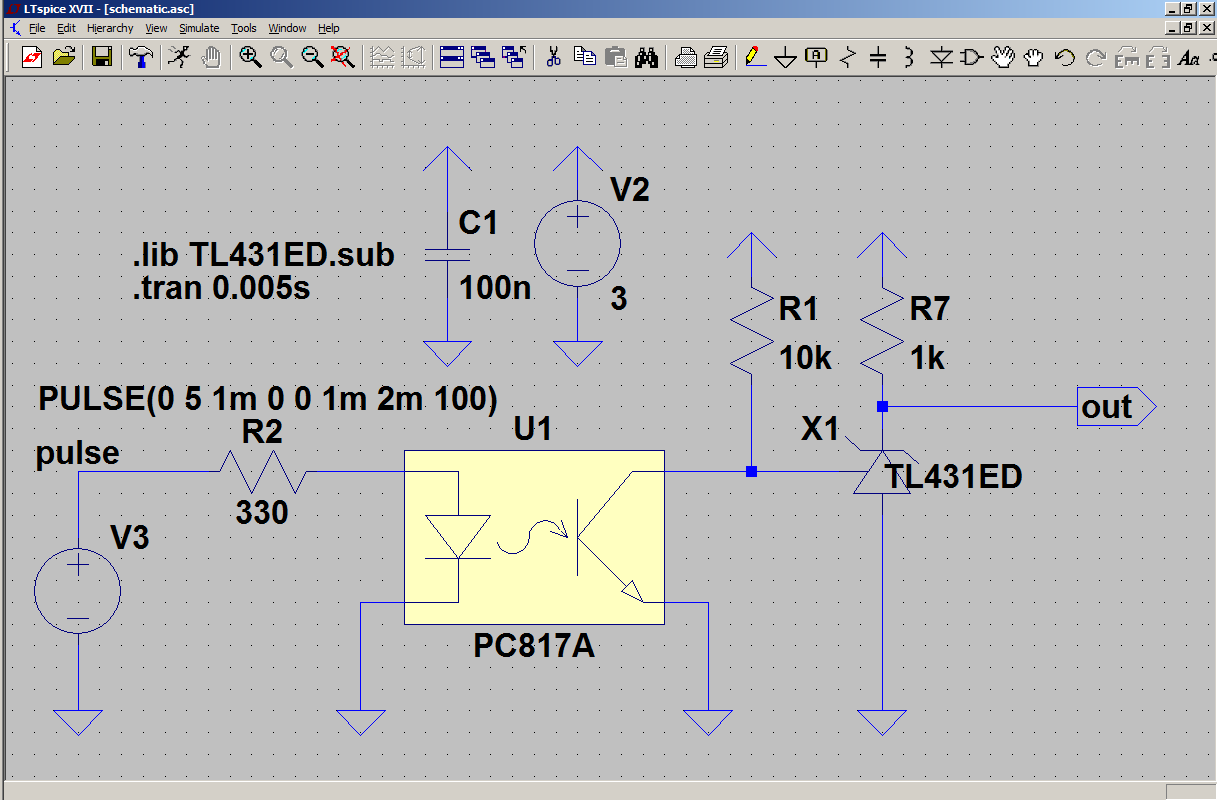 LTspice XVII - [schematic.asc]
File Edit Hierarchy View Simulate Tools Window Help
Aa
V2
C1
.lib TL431ED.sub
.tran 0.005s
100n
3
R1
R7
10k
1k
PULSE(0 5 1m 0 0 1m 2m 100)
out
R2
U1
X1
pulse
TL431ED
330
V3
PC817A